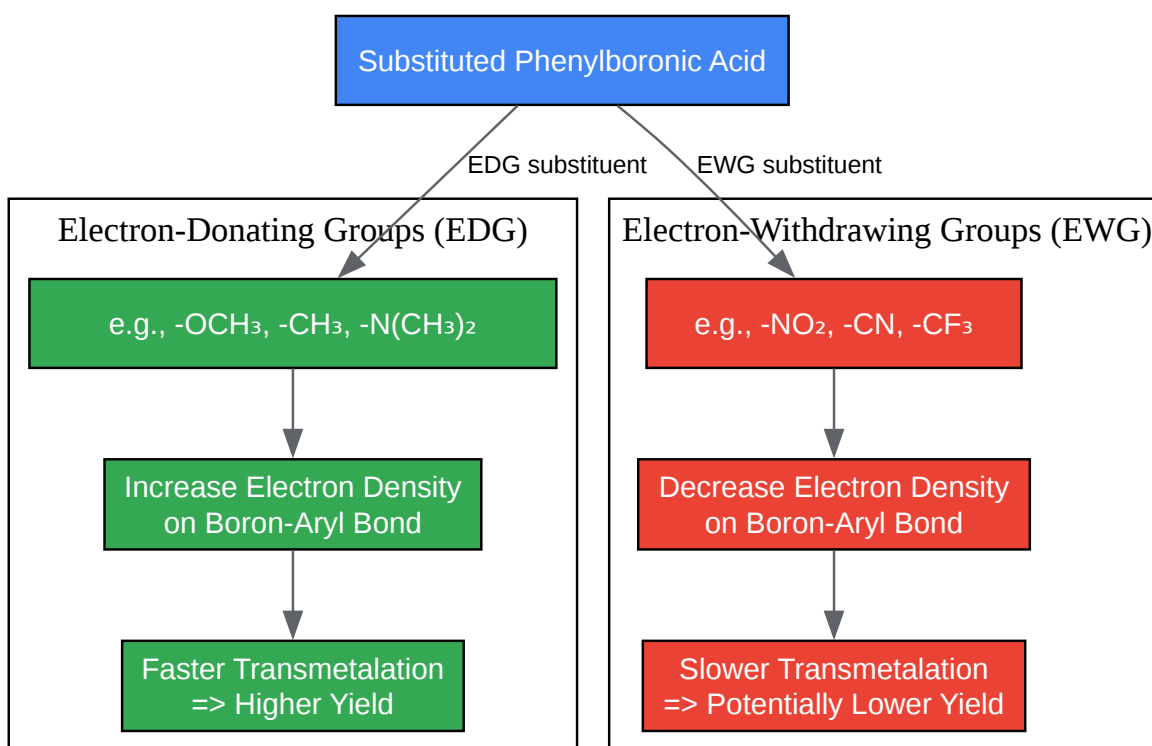 Substituted Phenylboronic Acid
EDG substituent
EWG substituent
Electron-Donating Groups (EDG)
e.g., -OCH₃, -CH₃, -N(CH₃)₂
Increase Electron Density
on Boron-Aryl Bond
Faster Transmetalation
=> Higher Yield
Electron-Withdrawing Groups (EWG)
e.g., -NO₂, -CN, -CF₃
Decrease Electron Density
on Boron-Aryl Bond
Slower Transmetalation
=> Potentially Lower Yield